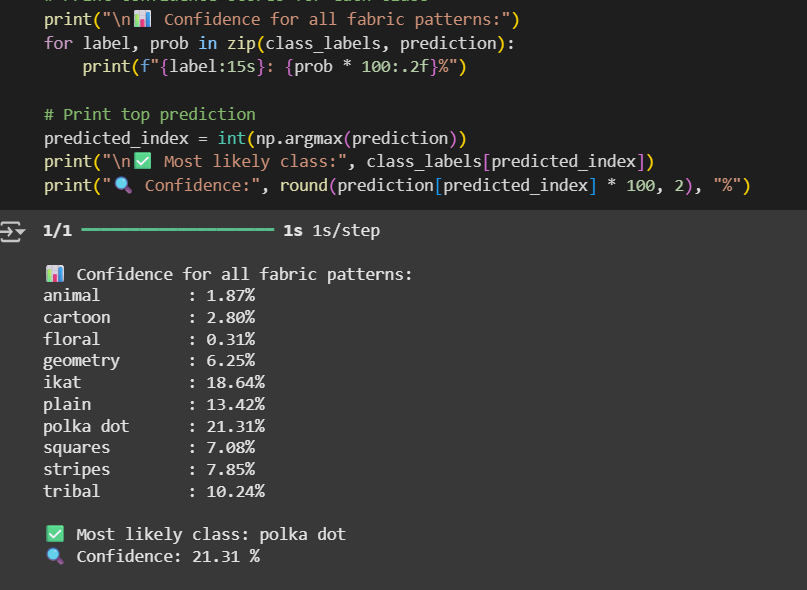 print("\n📊 Confidence for all fabric patterns:")
for label, prob in zip(class_labels, prediction):
    print(f"{label:15s}: {prob * 100:.2f}%")

# Print top prediction
predicted_index = int(np.argmax(prediction))
print("\n✅ Most likely class:", class_labels[predicted_index])
print("🔍 Confidence:", round(prediction[predicted_index] * 100, 2), "%")
1/1 ━━━━━━━━━━━━━━━━━━━━ 1s 1s/step

📊 Confidence for all fabric patterns:
animal         : 1.87%
cartoon        : 2.80%
floral         : 0.31%
geometry       : 6.25%
ikat           : 18.64%
plain          : 13.42%
polka dot      : 21.31%
squares        : 7.08%
stripes        : 7.85%
tribal         : 10.24%

✅ Most likely class: polka dot
🔍 Confidence: 21.31 %